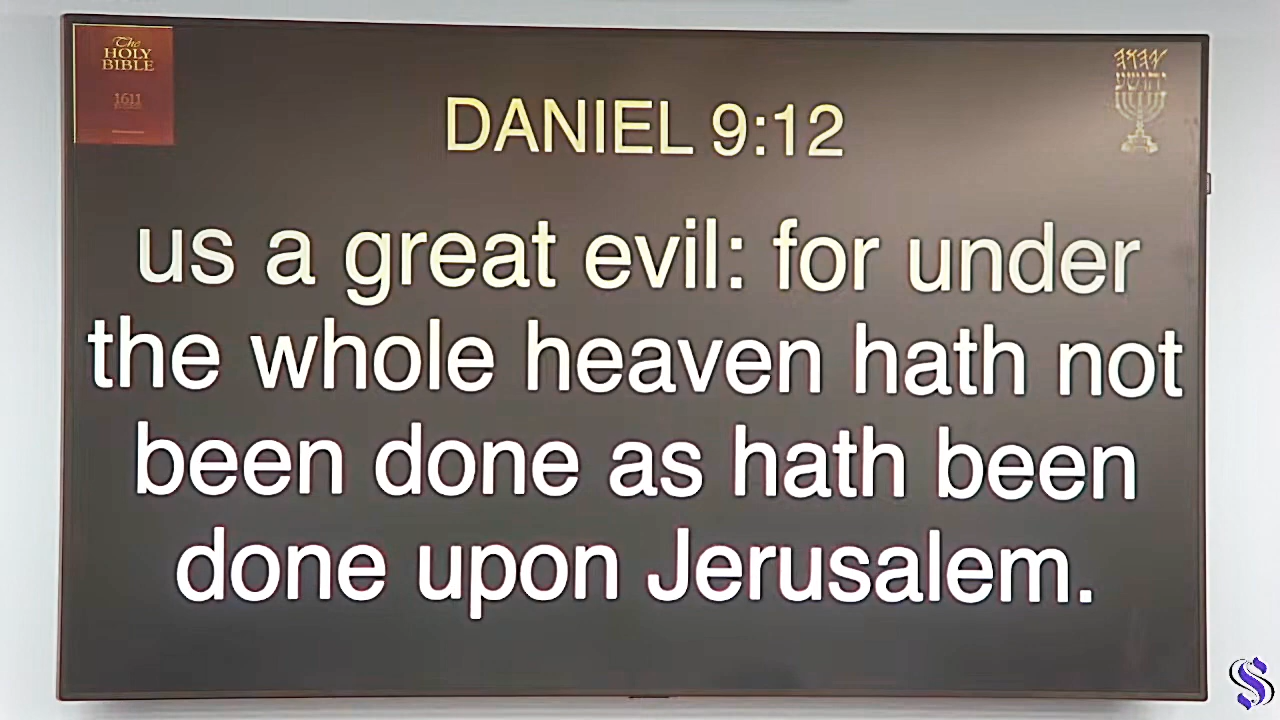 The
HOLY
BIBLE
1611
DANIEL 9:12
us a great evil: for under
the whole heaven hath not
been done as hath been
done upon Jerusalem.